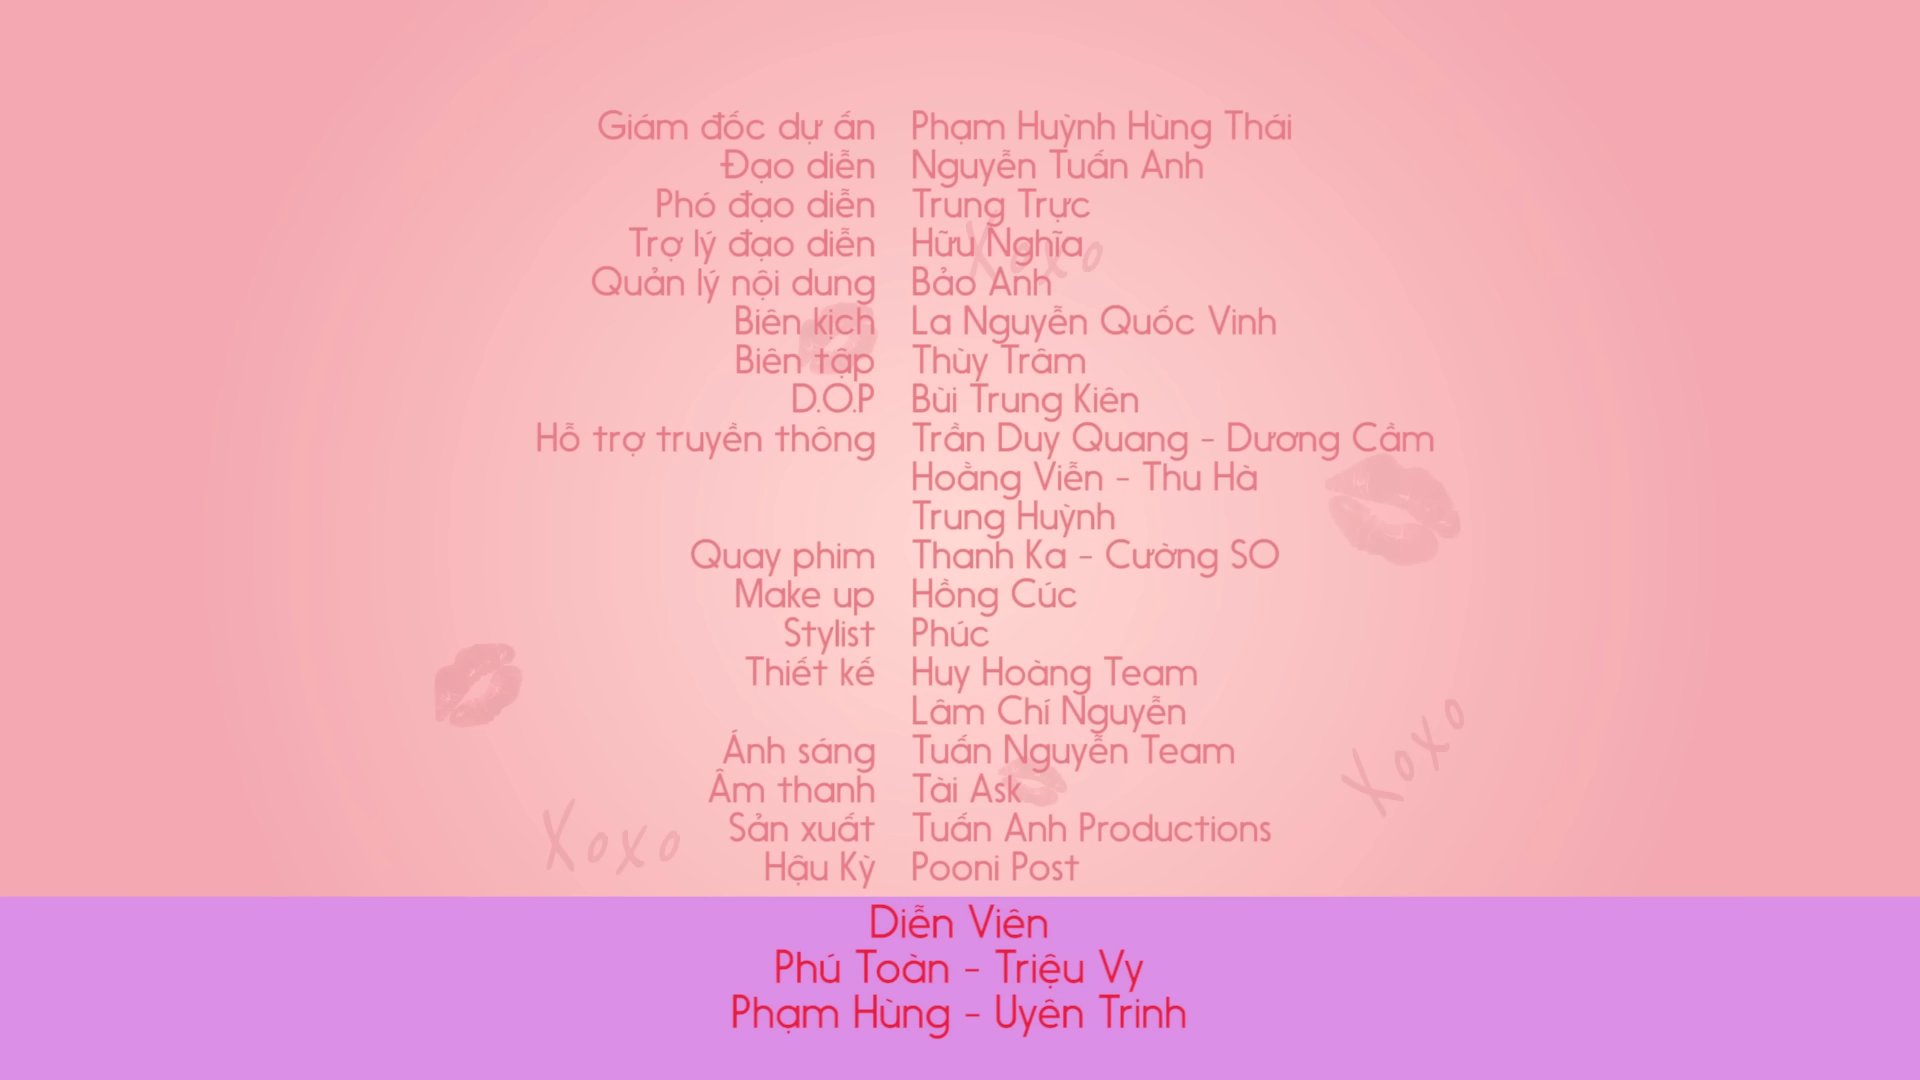 Giám đốc dự án Phạm Huỳnh Hùng Thái
Đạo diễn Nguyễn Tuấn Anh
Phó đạo diễn Trung Trực
Trợ lý đạo diễn Hữu Nghĩa
Xoxo
Quản lý nội dung Bảo Anh
Biên kịch La Nguyễn Quốc Vinh
Biên tập Thùy Trâm
D.O.P Bùi Trung Kiên
Hỗ trợ truyền thông Trần Duy Quang - Dương Cầm
Hoằng Viễn - Thu Hà
Trung Huỳnh
Quay phim Thanh Ka - Cường SO
Make up Hồng Cúc
Stylist Phúc
Thiết kế Huy Hoàng Team
Lâm Chí Nguyễn
Ánh sáng Tuấn Nguyễn Team
Xoxo
Âm thanh Tài Ask
Sản xuất Tuấn Anh Productions
Xoxo
Hậu Kỳ Pooni Post
Diễn Viên
Phú Toàn - Triệu Vy
Phạm Hùng - Uyên Trinh